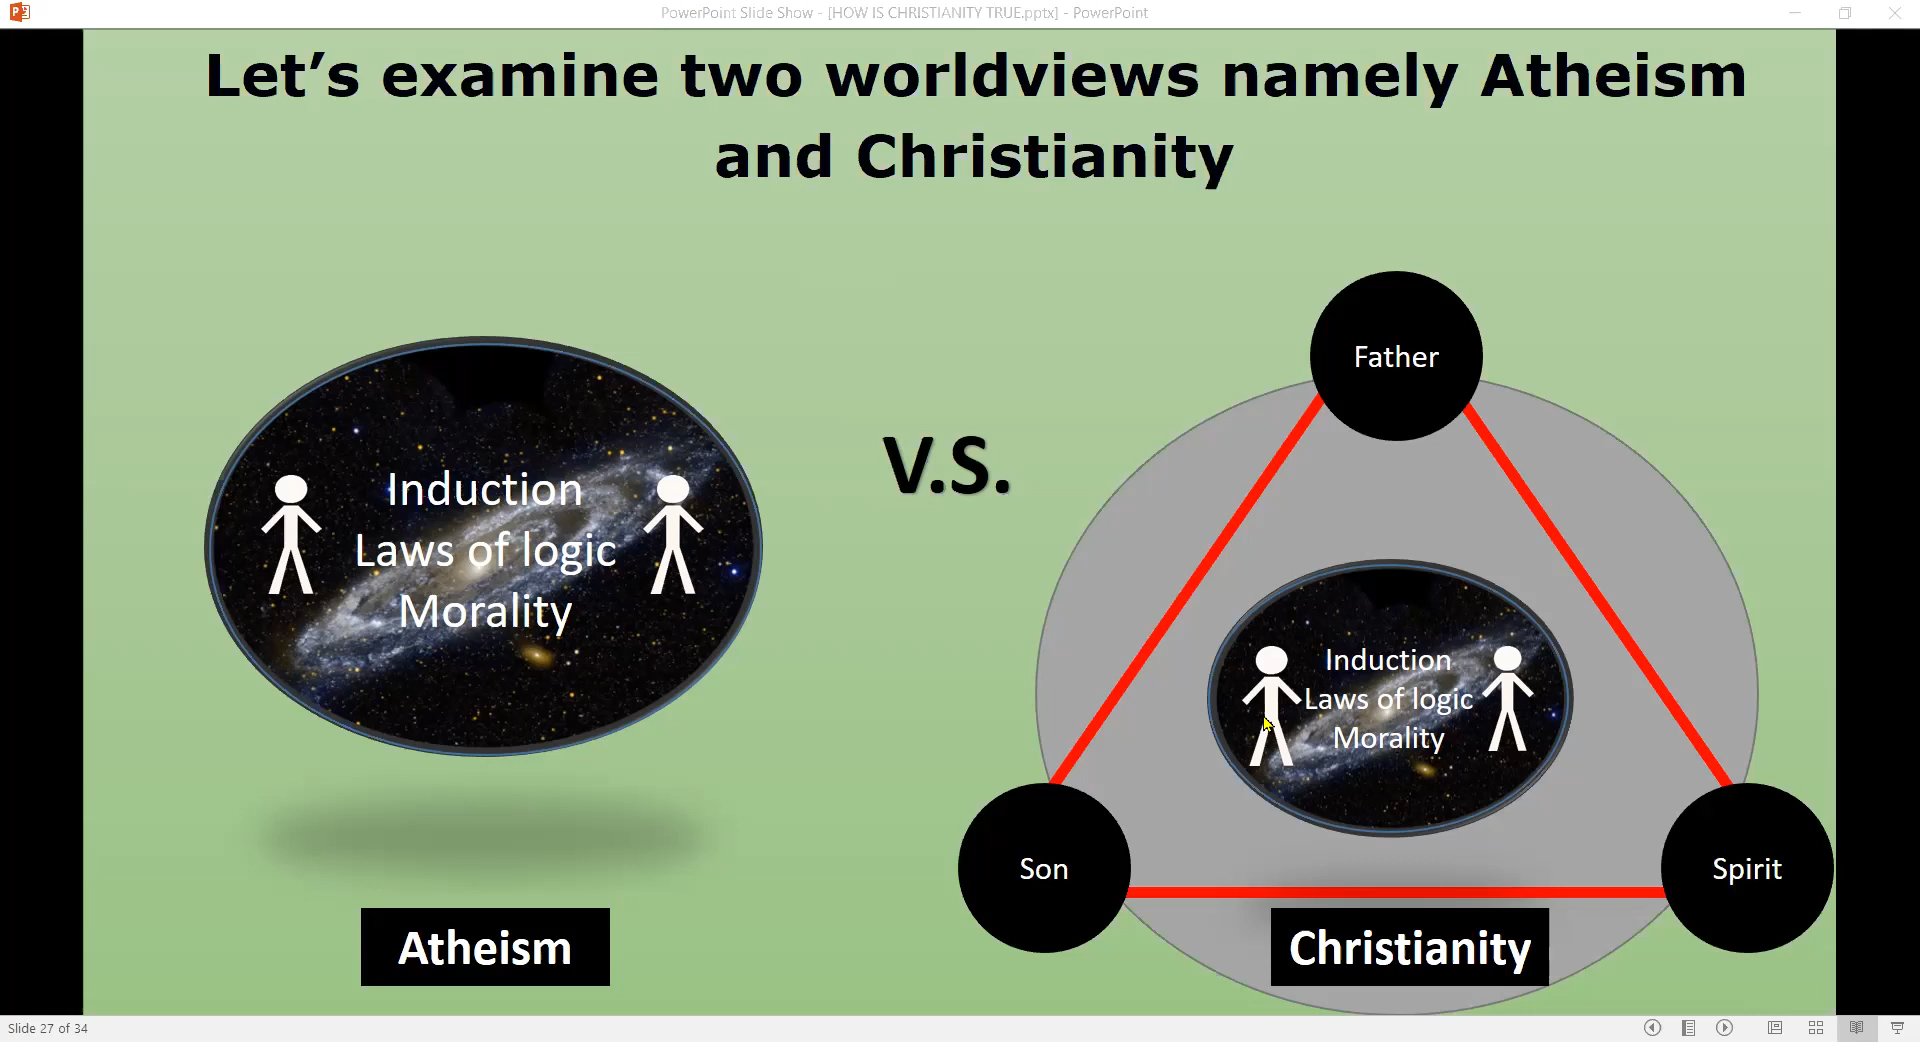 PowerPoint Slide Show - [HOW IS CHRISTIANITY TRUE.pptx] - PowerPoint
Let’s examine two worldviews namely Atheism
and Christianity
Induction
Laws of logic
Morality
Atheism
V.S.
Father
Induction
Laws of logic
Morality
Son
Spirit
Christianity
Slide 27 of 34